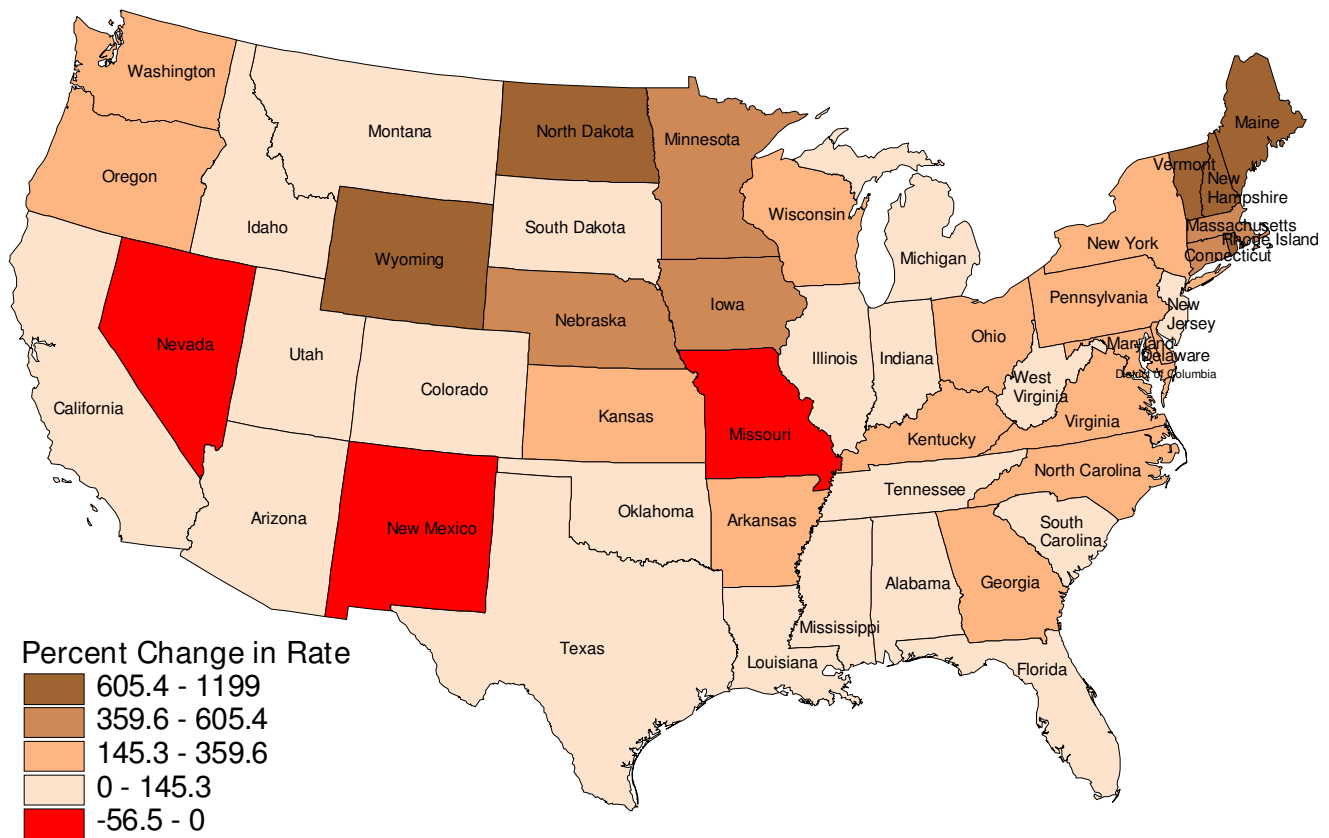 Washington
Montana
North Dakota
Minnesota
Maine
Oregon
Idaho
South Dakota
Wisconsin
Vermont
New
Hampshire
Wyoming
Michigan
New York
Massachusetts
Rhode Island
Connecticut
Iowa
Nebraska
Pennsylvania
New
Jersey
Nevada
Utah
Colorado
Illinois
Indiana
Ohio
Maryland
Delaware
District of Columbia
West
Virginia
California
Kansas
Missouri
Kentucky
Virginia
North Carolina
Arizona
New Mexico
Oklahoma
Arkansas
Tennessee
South
Carolina
Alabama
Georgia
Mississippi
Texas
Louisiana
Florida
Percent Change in Rate
605.4 - 1199
359.6 - 605.4
145.3 - 359.6
0 - 145.3
-56.5 - 0